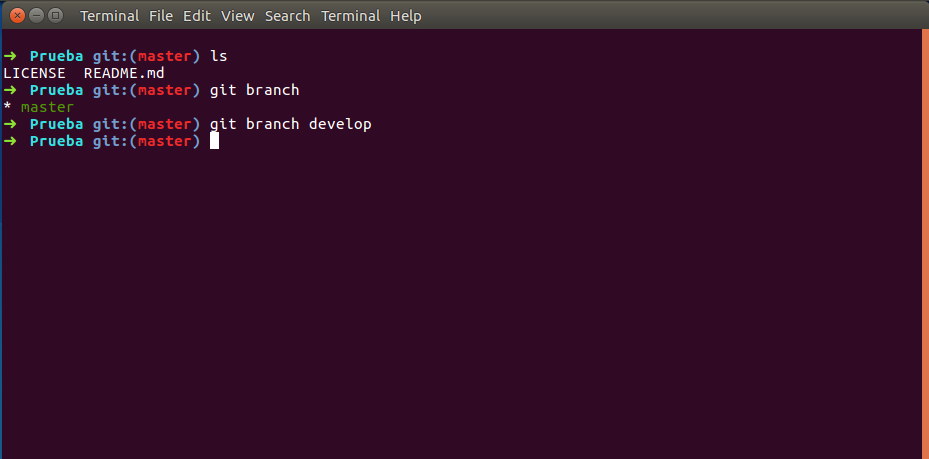 Terminal File Edit View Search Terminal Help
➜ Prueba git:(master) ls
LICENSE README.md
➜ Prueba git:(master) git branch
* master
➜ Prueba git:(master) git branch develop
➜ Prueba git:(master)